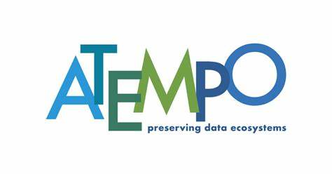 ATEMPO
preserving data ecosystems